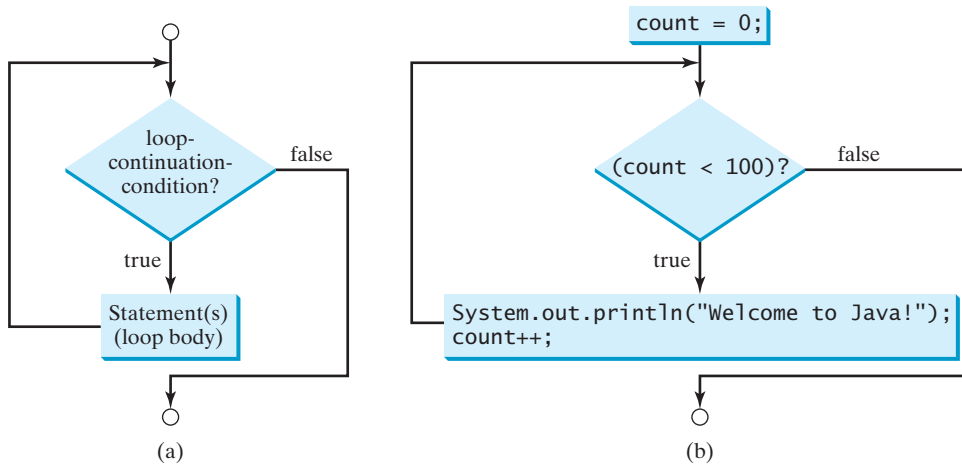 loop-
continuation-
condition?
false
true
Statement(s)
(loop body)
(a)
count = 0;
(count < 100)?
false
true
System.out.println("Welcome to Java!");
count++;
(b)